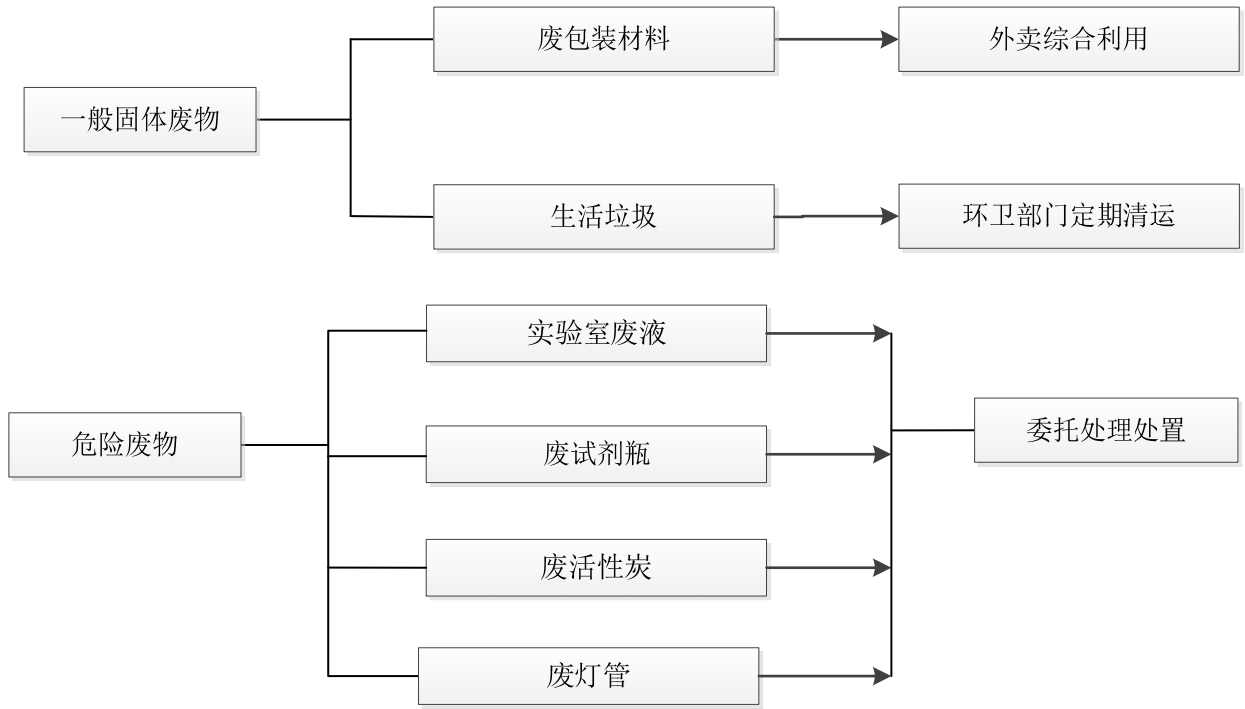 废包装材料
外卖综合利用
一般固体废物
生活垃圾
环卫部门定期清运
实验室废液
危险废物
废试剂瓶
委托处理处置
废活性炭
废灯管